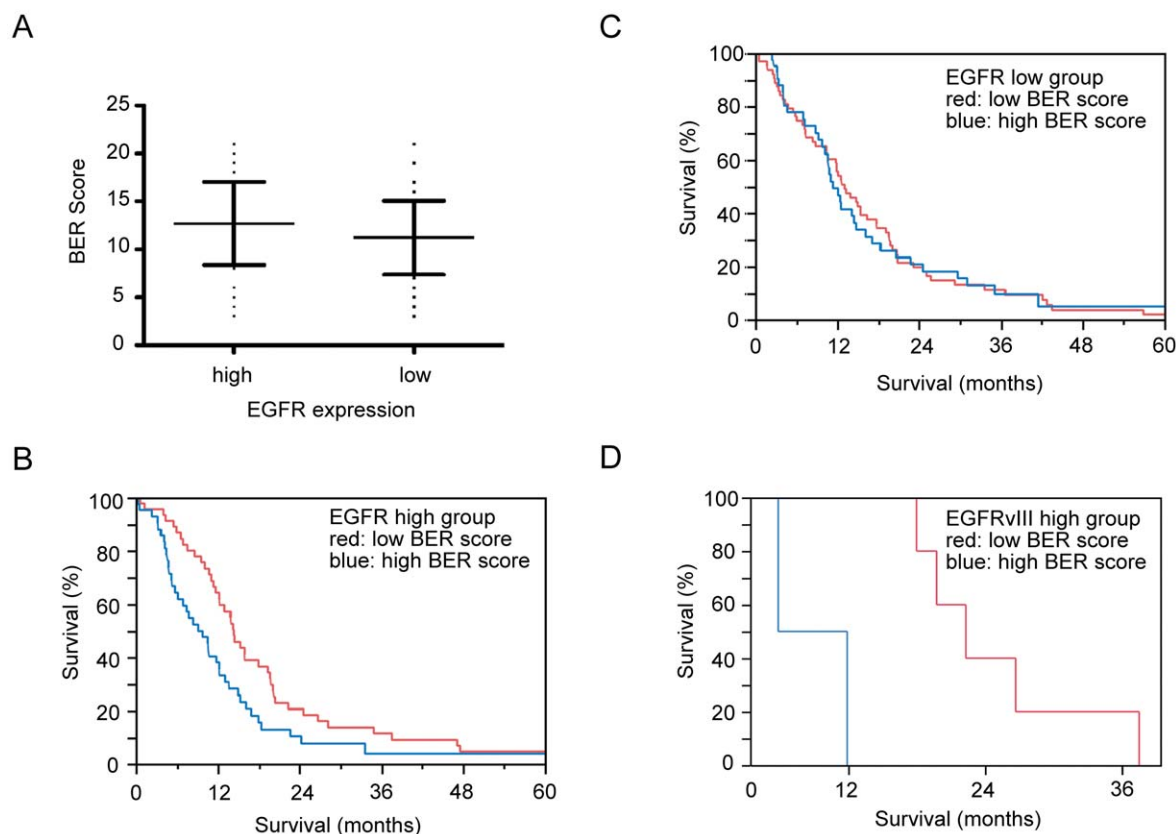 A
25
20
15
10
5
0
BER Score
high
low
EGFR expression
B
100
80
60
40
20
0
Survival (%)
EGFR high group
red: low BER score
blue: high BER score
0
12
24
36
48
60
Survival (months)
C
100
80
60
40
20
0
Survival (%)
EGFR low group
red: low BER score
blue: high BER score
0
12
24
36
48
60
Survival (months)
D
100
80
60
40
20
0
Survival (%)
EGFRvIII high group
red: low BER score
blue: high BER score
0
12
24
36
Survival (months)